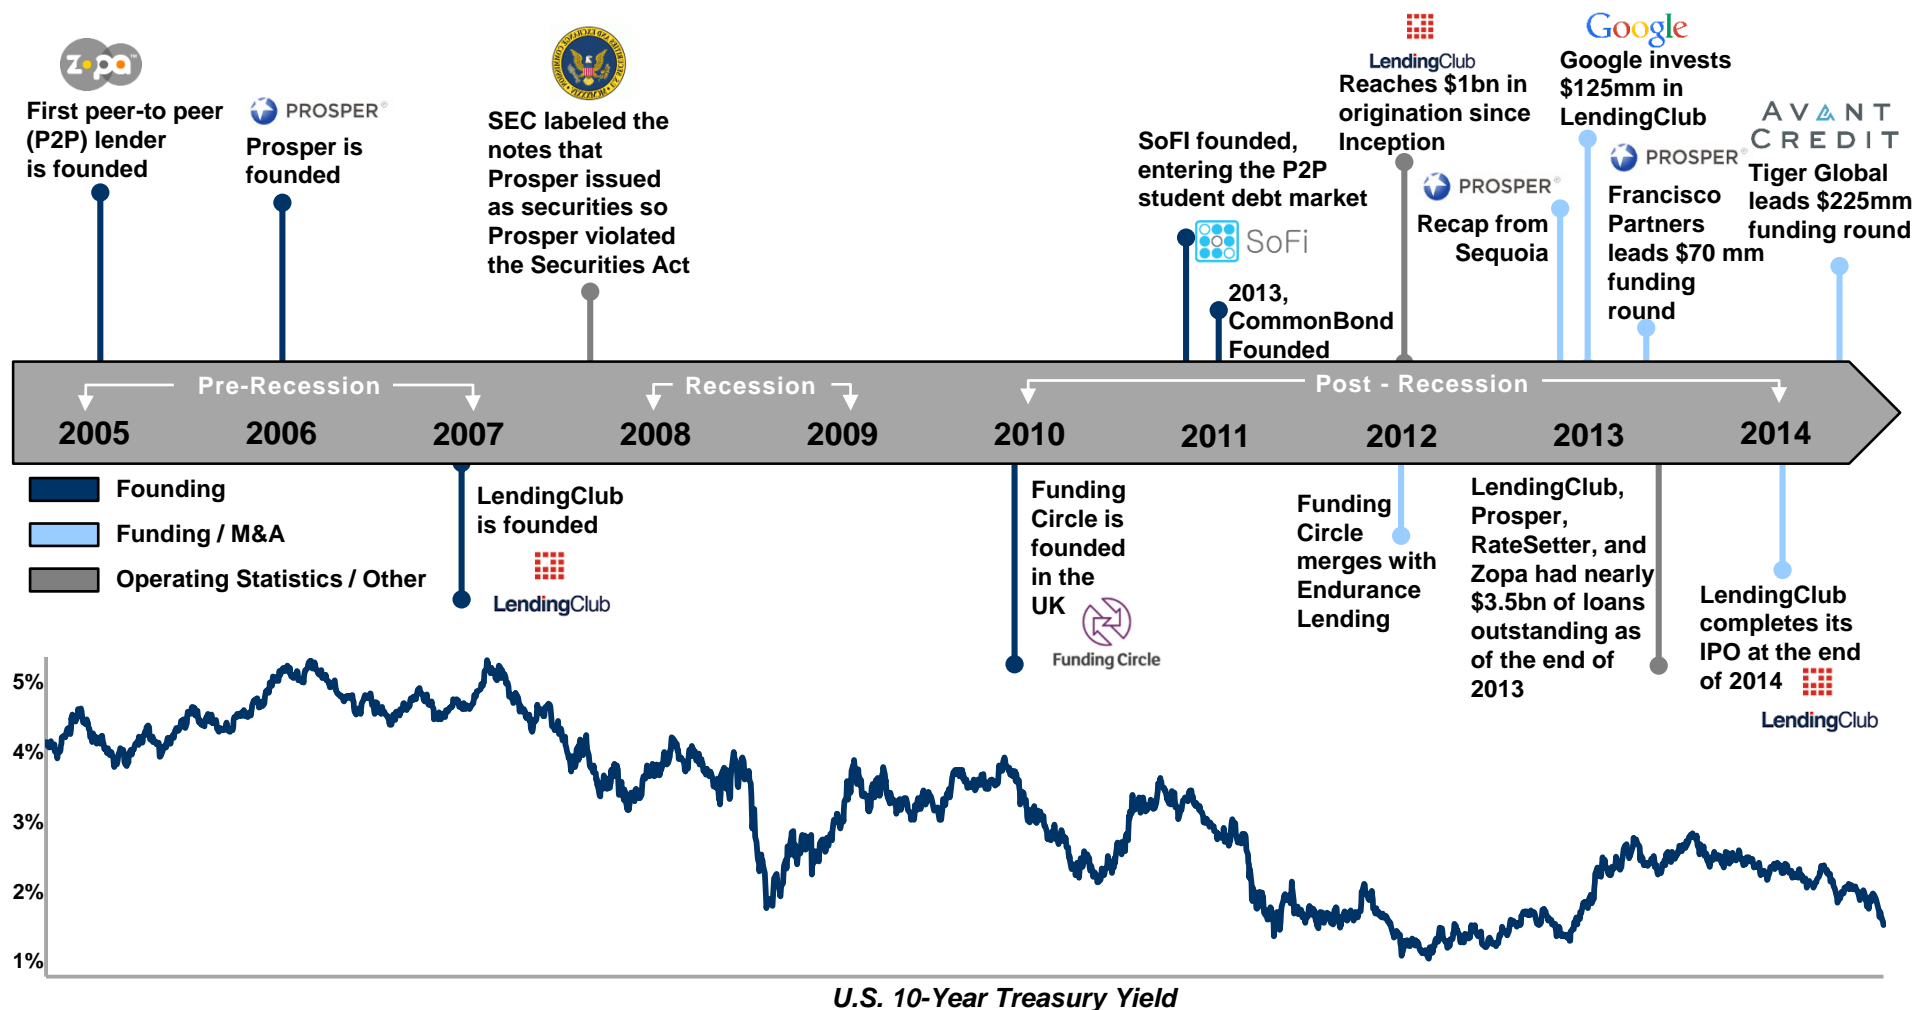 zopa
First peer-to peer
(P2P) lender
is founded
PROSPER
Prosper is
founded
SEC labeled the
notes that
Prosper issued
as securities so
Prosper violated
the Securities Act
SoFI founded,
entering the P2P
student debt market
SoFi
2013,
CommonBond
Founded
LendingClub
Reaches $1bn in
origination since
Inception
PROSPER
Recap from
Sequoia
Google
Google invests
$125mm in
LendingClub
PROSPER
Francisco
Partners
leads $70 mm
funding
round
AVANT
CREDIT
Tiger Global
leads $225mm
funding round
Pre-Recession
Recession
Post - Recession
2005
2006
2007
2008
2009
2010
2011
2012
2013
2014
Founding
Funding / M&A
Operating Statistics / Other
LendingClub
is founded
LendingClub
Funding
Circle is
founded
in the
UK
Funding Circle
Funding
Circle
merges with
Endurance
Lending
LendingClub,
Prosper,
RateSetter, and
Zopa had nearly
$3.5bn of loans
outstanding as
of the end of
2013
LendingClub
completes its
IPO at the end
of 2014
LendingClub
5%
4%
3%
2%
1%
U.S. 10-Year Treasury Yield